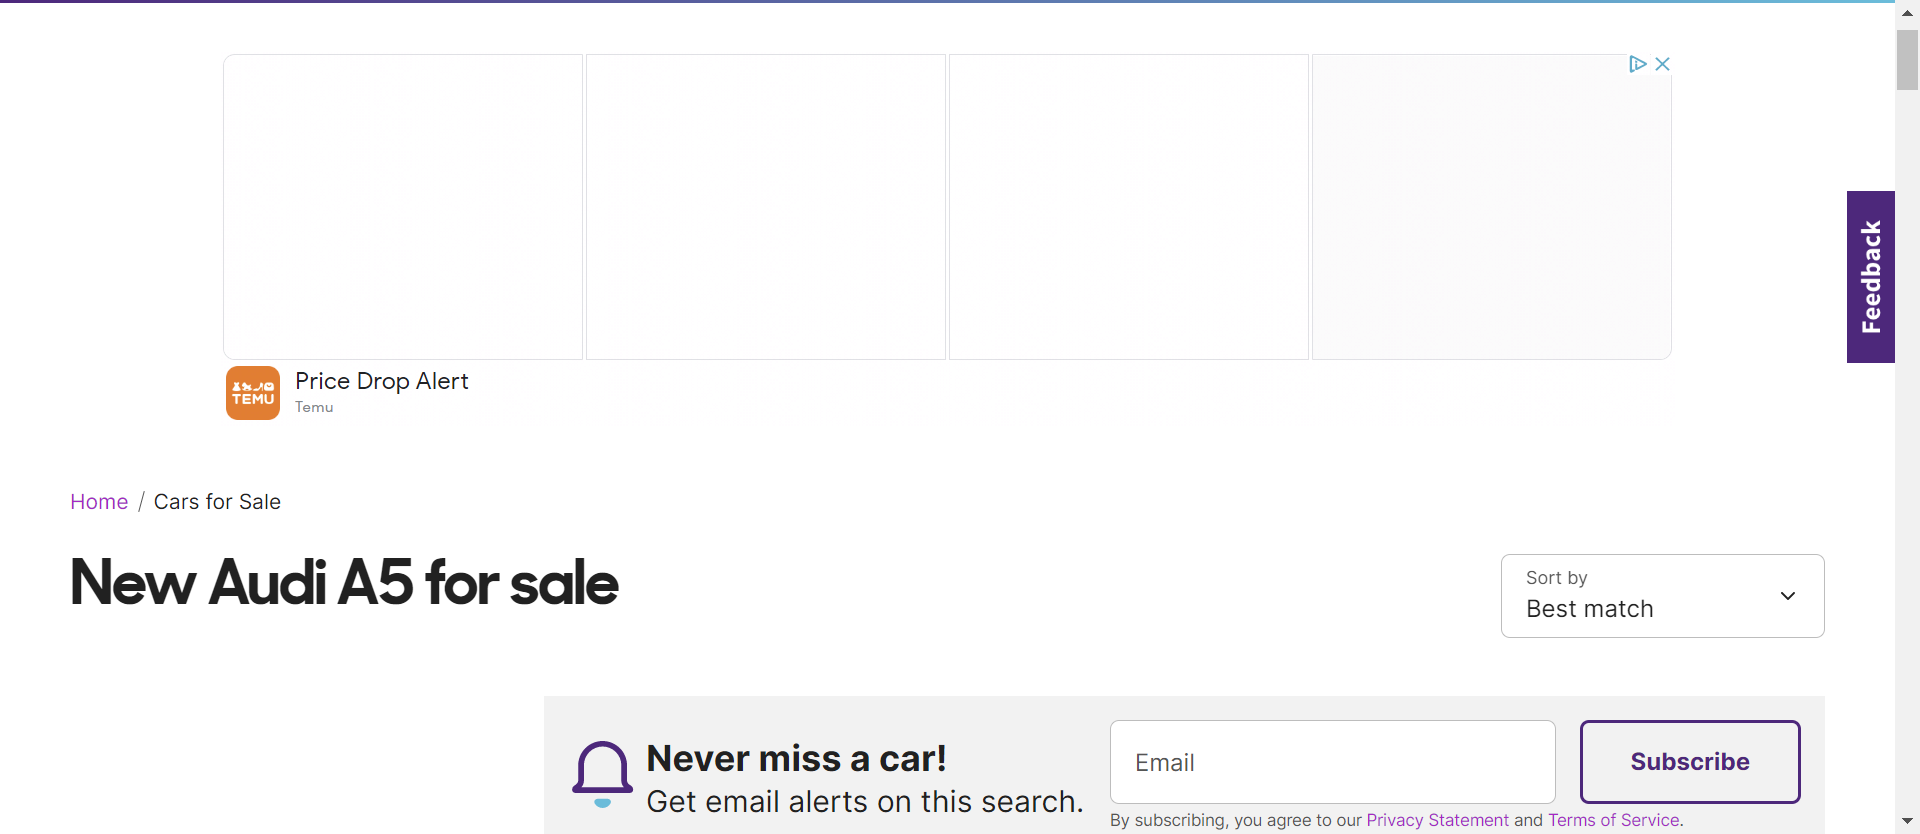 TEMU
Price Drop Alert
Temu
Feedback
Home / Cars for Sale
New Audi A5 for sale
Sort by
Best match
Never miss a car!
Get email alerts on this search.
Email
Subscribe
By subscribing, you agree to our Privacy Statement and Terms of Service.